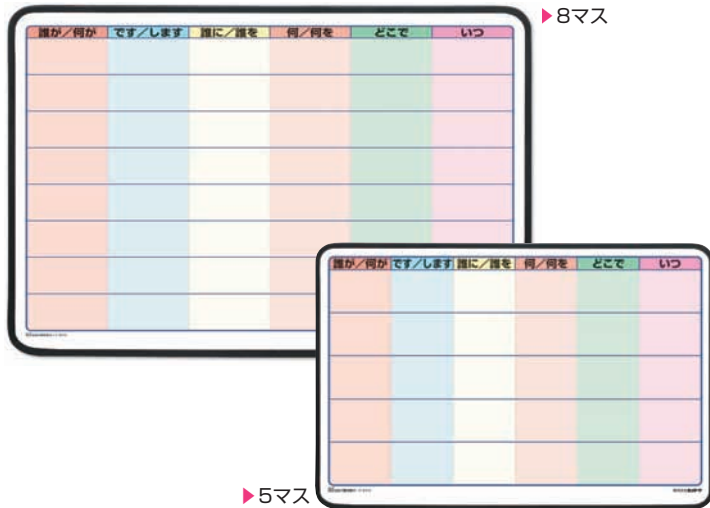 ▶8マス
誰が／何が です／します 誰に／誰を 何／何を どこで いつ
誰が／何が です／します 誰に／誰を 何／何を どこで いつ
▶5マス